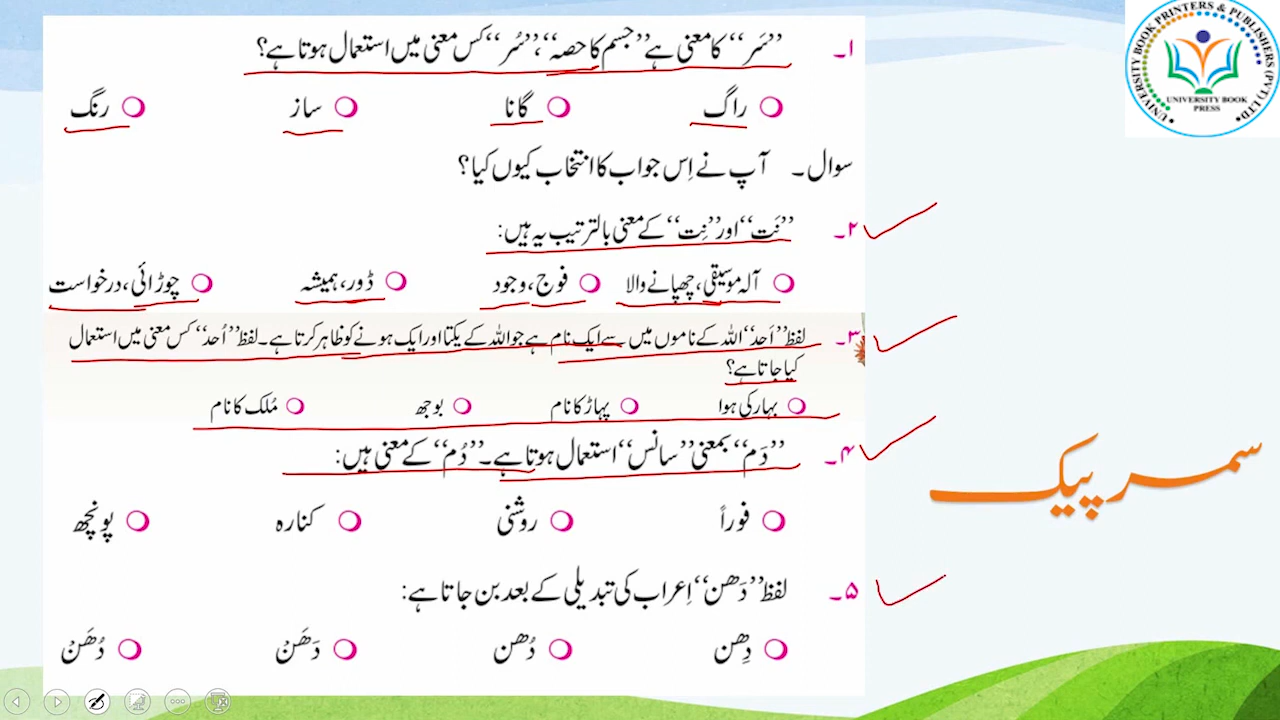 ۱۔ ’’سَر‘‘ کا معنی ہے ’’جسم کا حصہ‘‘، ’’سُر‘‘ کس معنی میں استعمال ہوتا ہے؟
راگ گانا ساز رنگ
سوال۔ آپ نے اِس جواب کا انتخاب کیوں کیا؟
۲۔ ’’نَت‘‘ اور ’’نِت‘‘ کے معنی بالترتیب یہ ہیں:
آلہ موسیقی، چھپانے والا فوج، وجود ڈور، ہمیشہ چوڑائی، درخواست
۳۔ لفظ ’’اَحد‘‘ اللہ کے ناموں میں سے ایک نام ہے جو اللہ کے یکتا اور ایک ہونے کو ظاہر کرتا ہے۔ لفظ ’’اُحد‘‘ کس معنی میں استعمال
کیا جاتا ہے؟
بہار کی ہوا پہاڑ کا نام بوجھ مُلک کا نام
۴۔ ’’دَم‘‘ بمعنی ’’سانس‘‘ استعمال ہوتا ہے۔ ’’دُم‘‘ کے معنی ہیں:
فوراً روشنی کنارہ پونچھ
۵۔ لفظ ’’دَھن‘‘ اِعراب کی تبدیلی کے بعد بن جاتا ہے:
دِھن دُھن دَھَنْ دُھَنْ
سمر پیک
UNIVERSITY BOOK PRINTERS & PUBLISHERS (PVT) LTD.
UNIVERSITY BOOK
PRESS